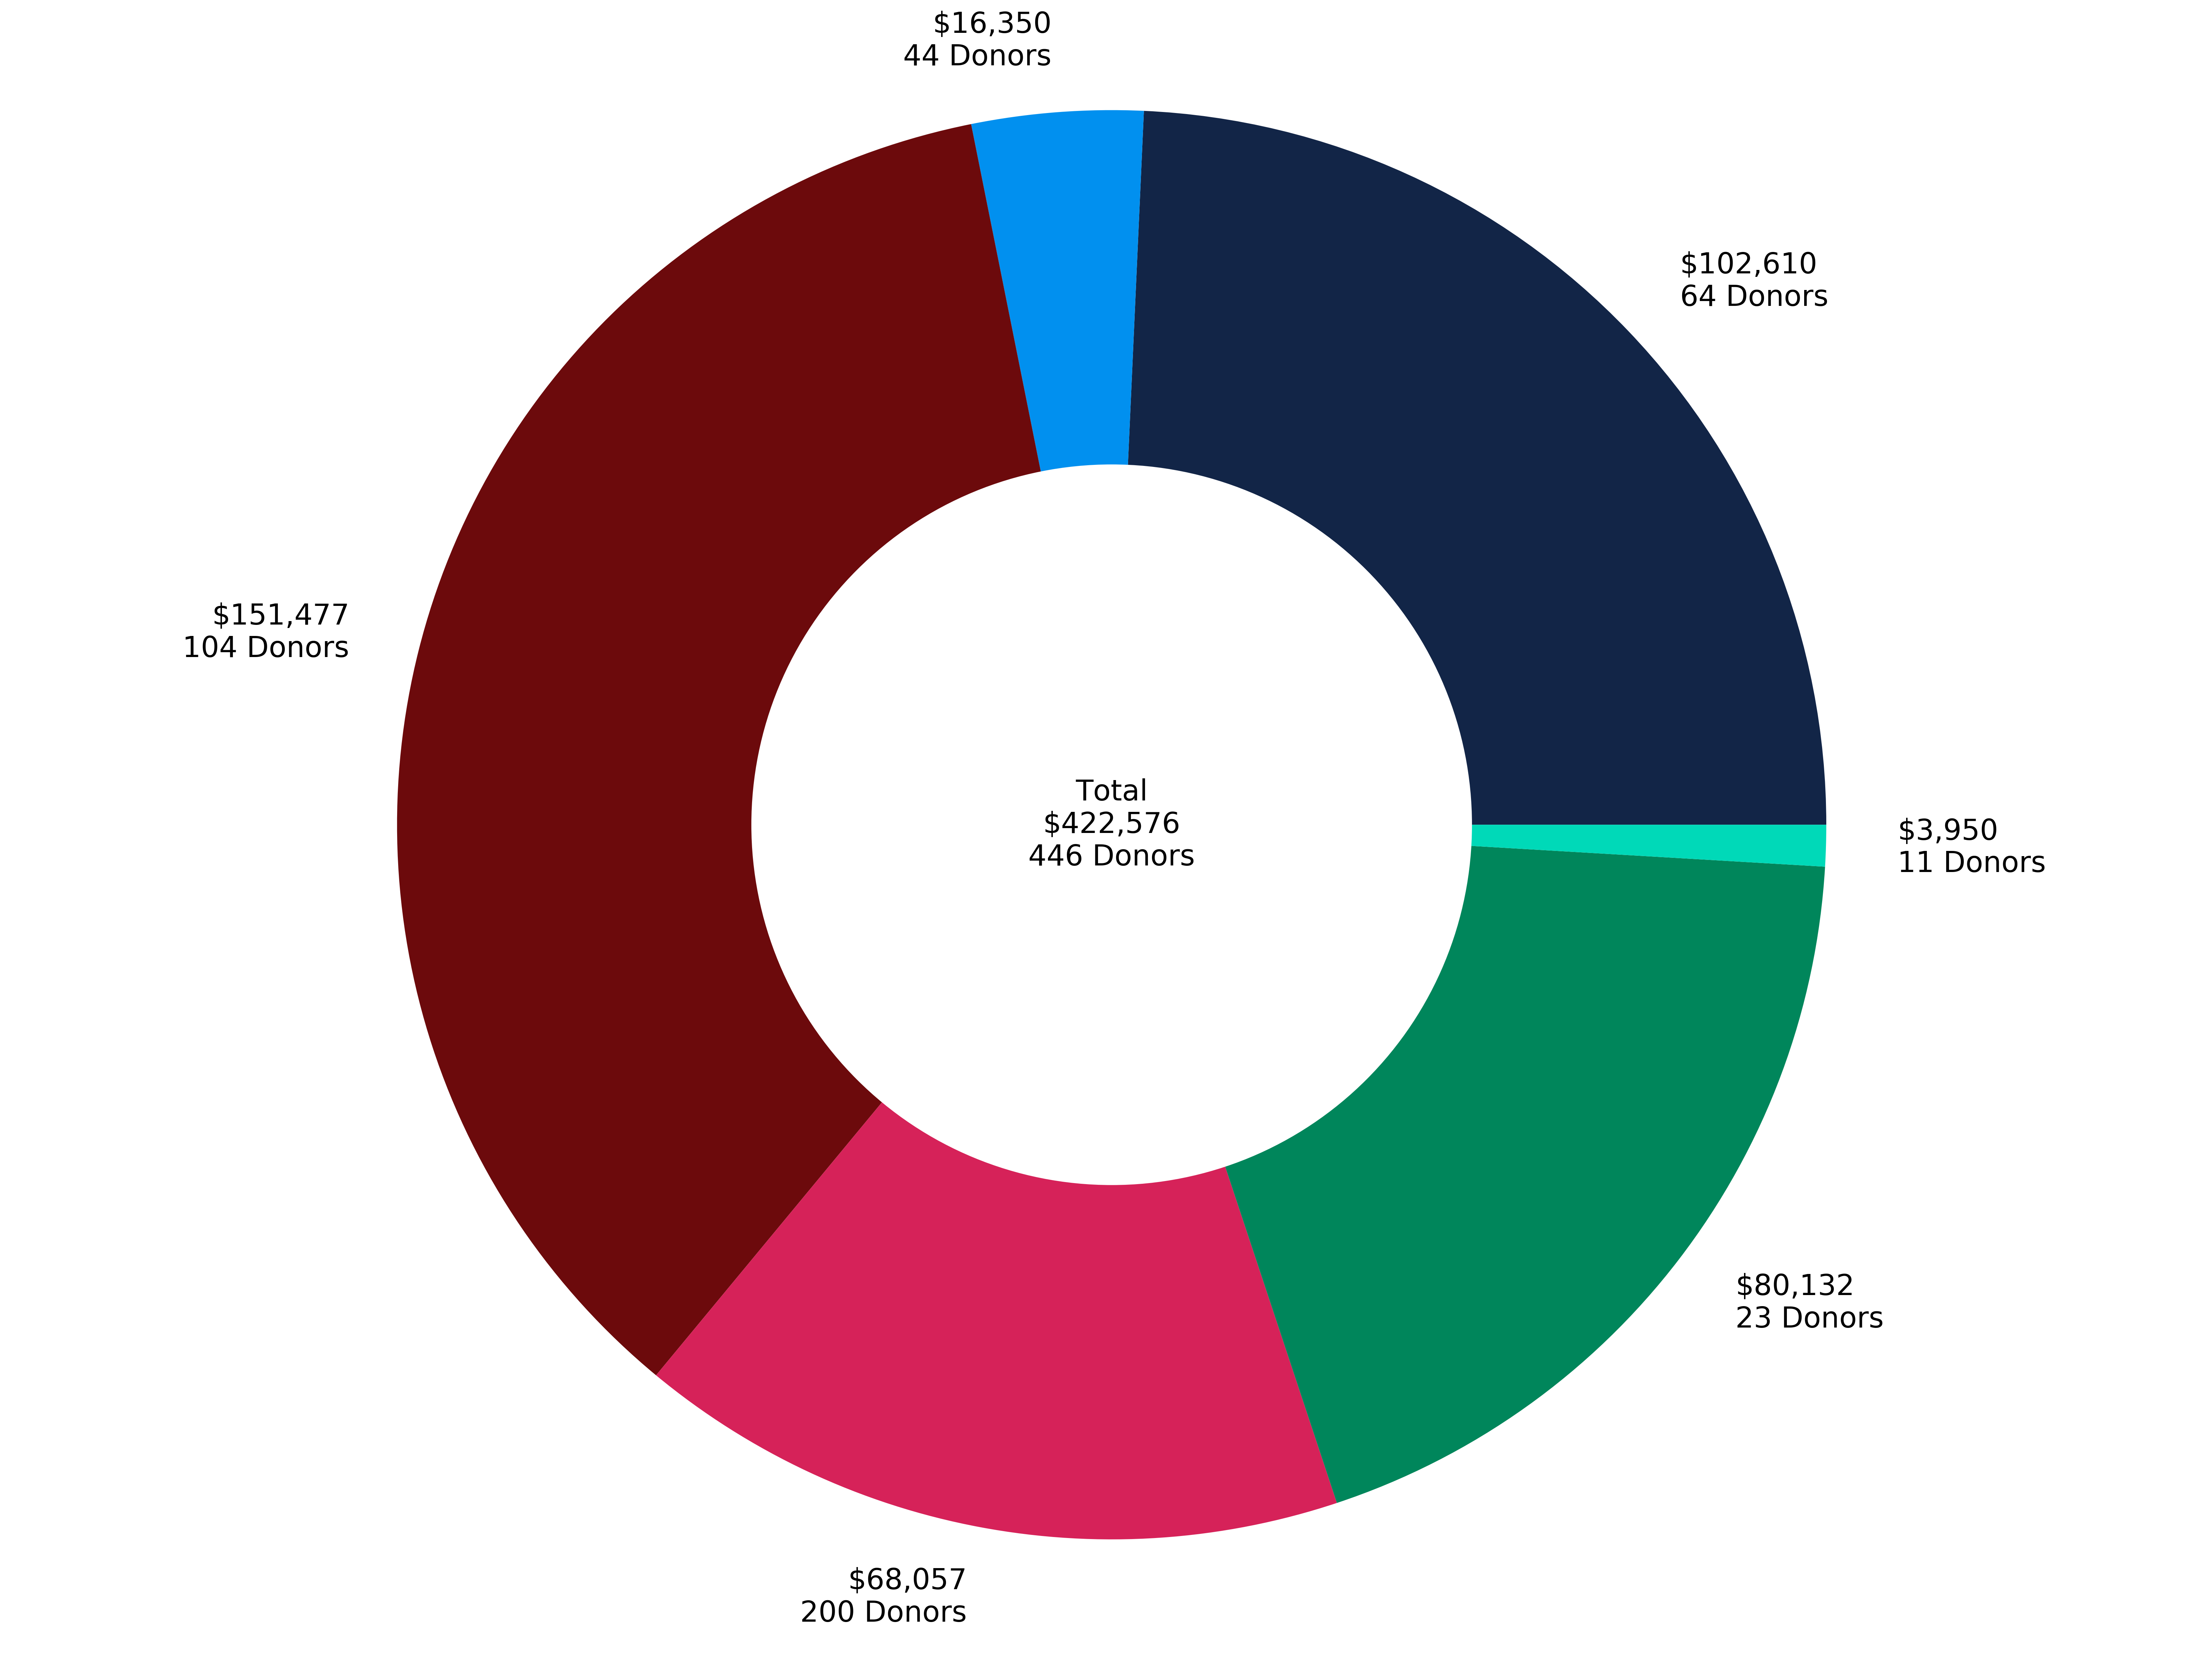 $16,350
44 Donors
$102,610
64 Donors
$151,477
104 Donors
Total
$422,576
446 Donors
$3,950
11 Donors
$80,132
23 Donors
$68,057
200 Donors